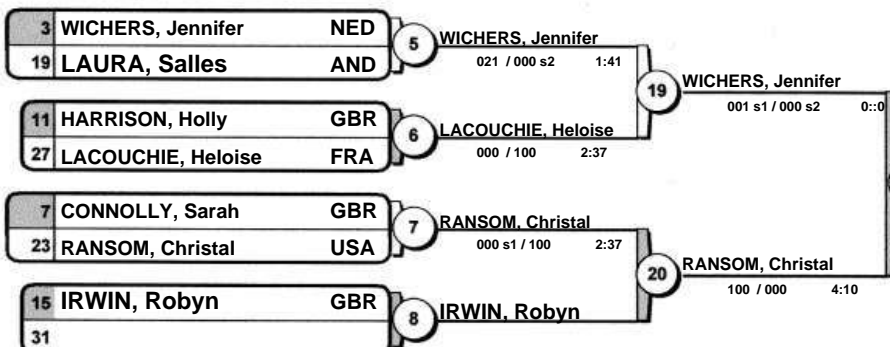 3 WICHERS, Jennifer NED
19 LAURA, Salles AND
5
WICHERS, Jennifer
021 / 000 s2 1:41
11 HARRISON, Holly GBR
27 LACOUCHIE, Heloise FRA
6
LACOUCHIE, Heloise
000 / 100 2:37
19
WICHERS, Jennifer
001 s1 / 000 s2 0::0
7 CONNOLLY, Sarah GBR
23 RANSOM, Christal USA
7
RANSOM, Christal
000 s1 / 100 2:37
15 IRWIN, Robyn GBR
31
8
IRWIN, Robyn
20
RANSOM, Christal
100 / 000 4:10